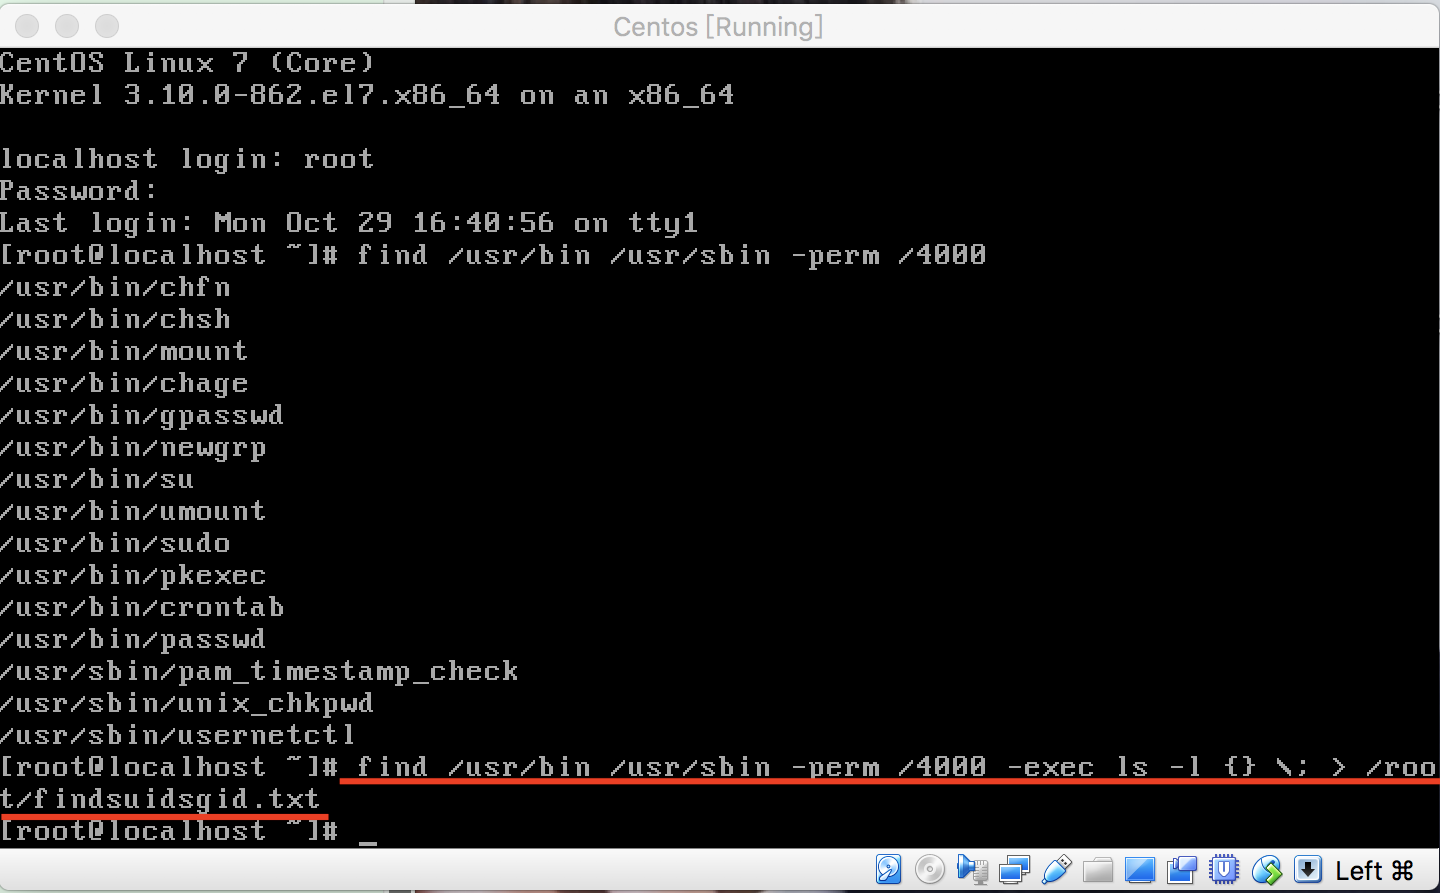 Centos [Running]
CentOS Linux 7 (Core)
Kernel 3.10.0-862.el7.x86_64 on an x86_64
localhost login: root
Password:
Last login: Mon Oct 29 16:40:56 on tty1
[root@localhost ~]# find /usr/bin /usr/sbin -perm /4000
/usr/bin/chfn
/usr/bin/chsh
/usr/bin/mount
/usr/bin/chage
/usr/bin/gpasswd
/usr/bin/newgrp
/usr/bin/su
/usr/bin/umount
/usr/bin/sudo
/usr/bin/pkexec
/usr/bin/crontab
/usr/bin/passwd
/usr/sbin/pam_timestamp_check
/usr/sbin/unix_chkpwd
/usr/sbin/usernetctl
[root@localhost ~]# find /usr/bin /usr/sbin -perm /4000 -exec ls -l {} \; > /roo
t/findsuidsgid.txt
[root@localhost ~]# _
Left ⌘